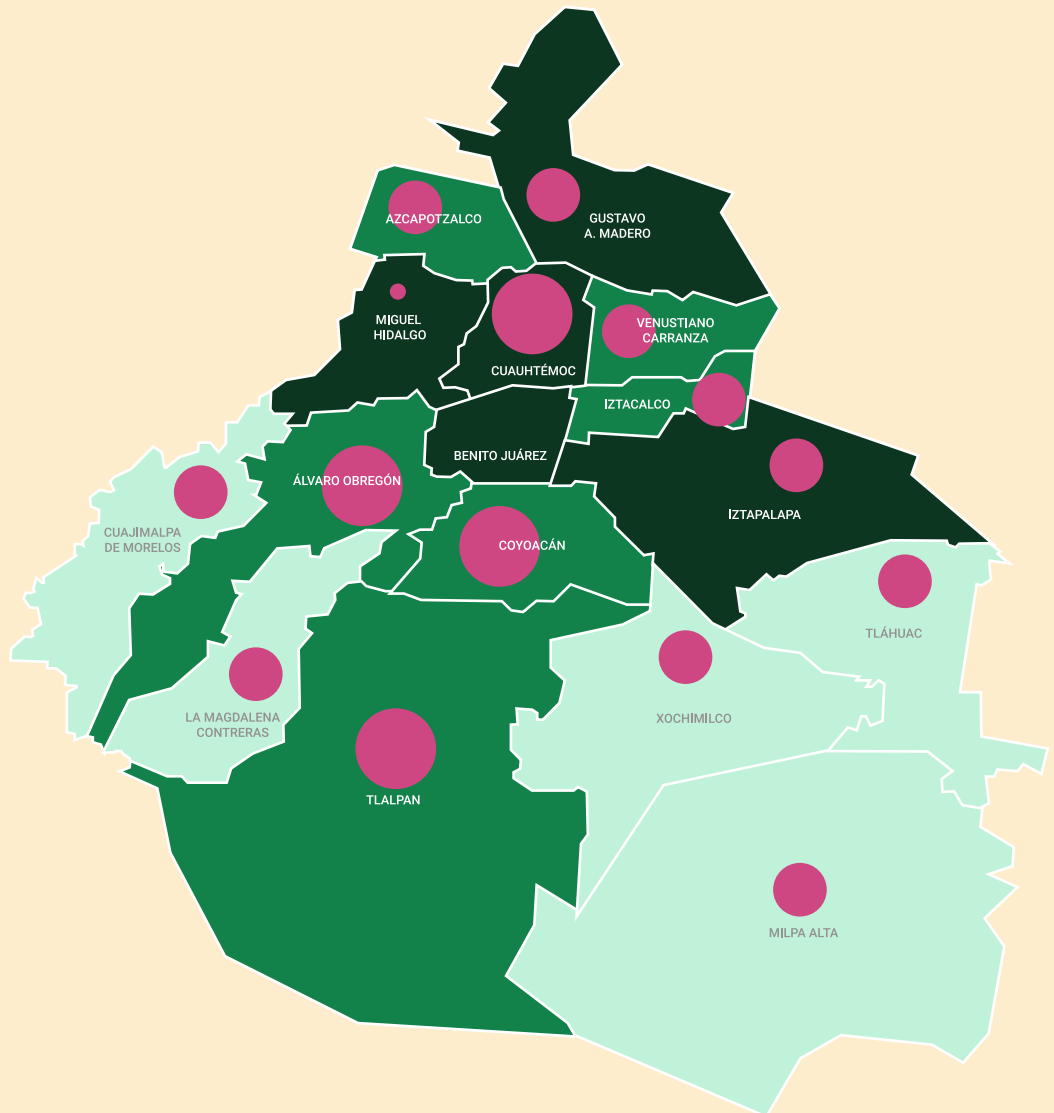 AZCAPOTZALCO
GUSTAVO
A. MADERO
MIGUEL
HIDALGO
CUAUHTÉMOC
VENUSTIANO
CARRANZA
IZTACALCO
BENITO JUÁREZ
ÁLVARO OBREGÓN
IZTAPALAPA
CUAJIMALPA
DE MORELOS
COYOACÁN
TLÁHUAC
LA MAGDALENA
CONTRERAS
XOCHIMILCO
TLALPAN
MILPA ALTA